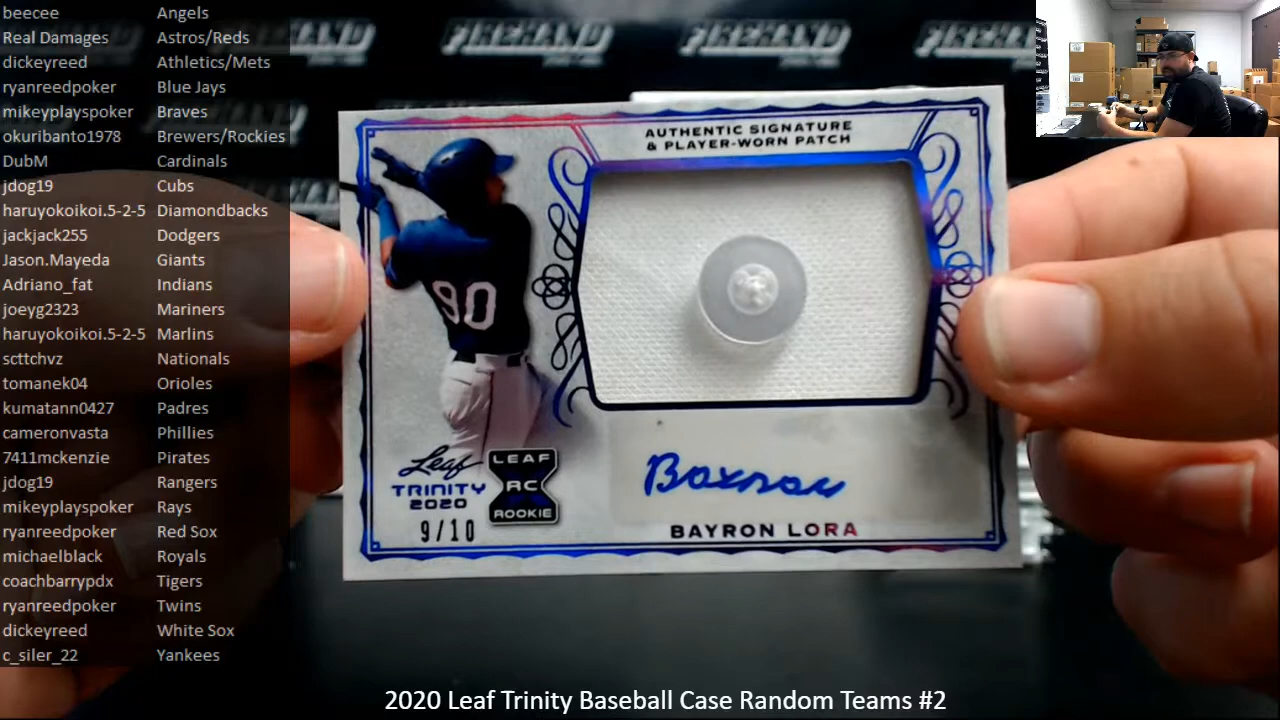 beecee Angels
Real Damages Astros/Reds
dickeyreed Athletics/Mets
ryanreedpoker Blue Jays
mikeyplayspoker Braves
okuribanto1978 Brewers/Rockies
DubM Cardinals
jdog19 Cubs
haruyokoikoi.5-2-5 Diamondbacks
jackjack255 Dodgers
Jason.Mayeda Giants
Adriano_fat Indians
joeyg2323 Mariners
haruyokoikoi.5-2-5 Marlins
scttchvz Nationals
tomanek04 Orioles
kumatann0427 Padres
cameronvasta Phillies
7411mckenzie Pirates
jdog19 Rangers
mikeyplayspoker Rays
ryanreedpoker Red Sox
michaelblack Royals
coachbarrypdx Tigers
ryanreedpoker Twins
dickeyreed White Sox
c_siler_22 Yankees
FIREHAND FIREHAND FIREHAND
AUTHENTIC SIGNATURE
& PLAYER-WORN PATCH
90
Leaf
TRINITY
2020
9/10
LEAF
RC
ROOKIE
BAYRON LORA
2020 Leaf Trinity Baseball Case Random Teams #2